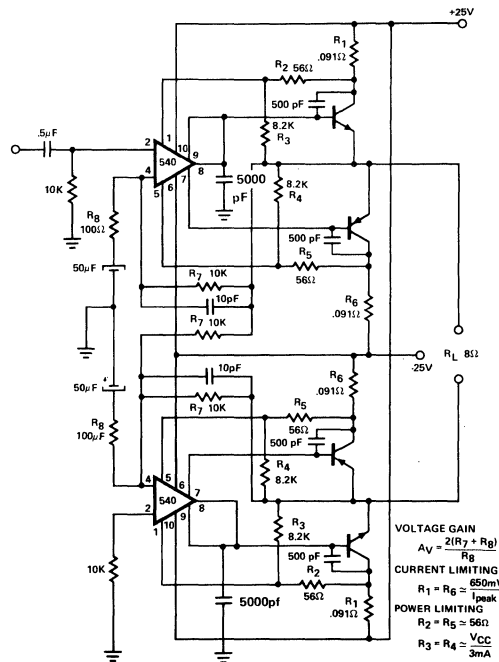 +25V
R1
.091Ω
R2 56Ω
500 pF
8.2K
R3
.5μF
2
1
10
9
8
540
4
5
6
7
10K
5000
pF
8.2K
R4
R8
100Ω
500 pF
R5
56Ω
50μF
R7 10K
10pF
R7 10K
R6
.091Ω
RL 8Ω
-25V
50μF
10pF
R7 10K
R6
.091Ω
R5
56Ω
500 pF
R8
100μF
R4
8.2K
4
5
6
7
8
540
2
1
10
9
R3
8.2K
500 pF
R2
56Ω
R1
.091Ω
10K
5000pf
VOLTAGE GAIN
AV = 2(R7 + R8)
R8
CURRENT LIMITING
R1 = R6 ≃ 650mV
Ipeak
POWER LIMITING
R2 = R5 ≃ 56Ω
R3 = R4 ≃ VCC
3mA